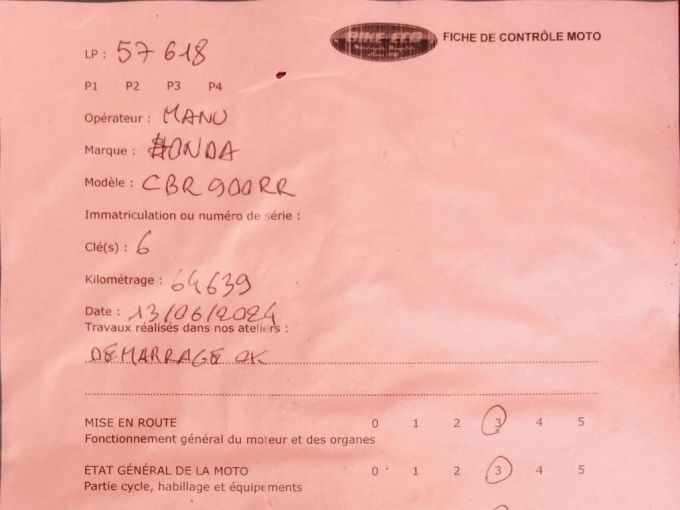 BIKE ECO
FICHE DE CONTRÔLE MOTO
LP : 57618
P1 P2 P3 P4
Opérateur : MANU
Marque : HONDA
Modèle : CBR 900RR
Immatriculation ou numéro de série :
Clé(s) : 6
Kilométrage : 64639
Date : 13/06/2024
Travaux réalisés dans nos ateliers :
DEMARRAGE OK
MISE EN ROUTE 0 1 2 3 4 5
Fonctionnement général du moteur et des organes
ETAT GÉNÉRAL DE LA MOTO 0 1 2 3 4 5
Partie cycle, habillage et équipements